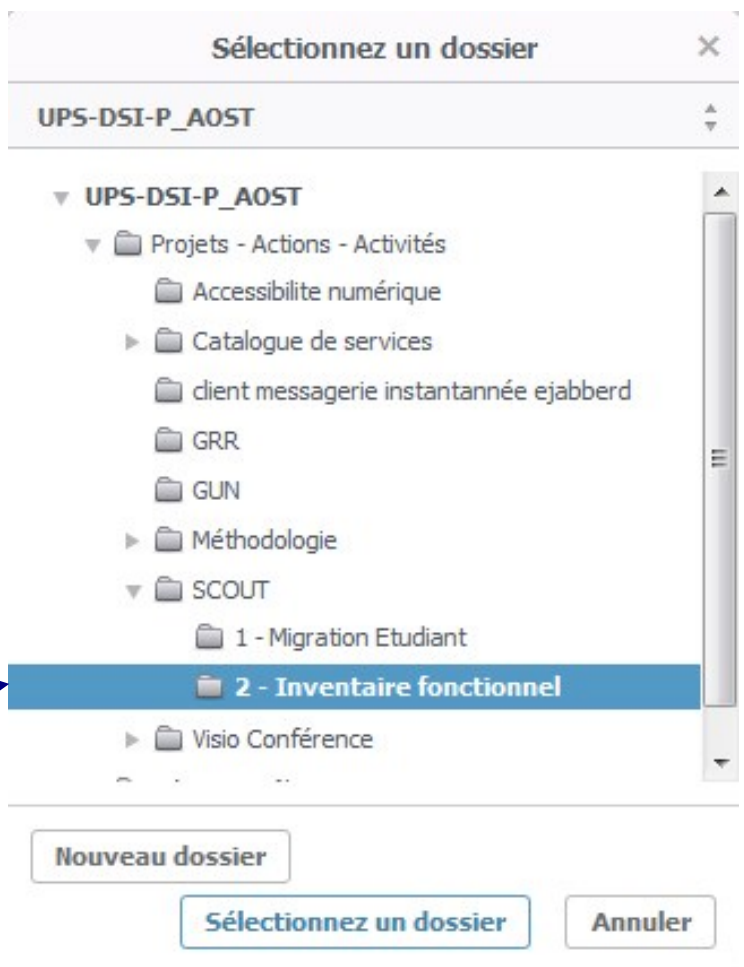 Sélectionnez un dossier
UPS-DSI-P_AOST
UPS-DSI-P_AOST
Projets - Actions - Activités
Accessibilite numérique
Catalogue de services
client messagerie instantannée ejabberd
GRR
GUN
Méthodologie
SCOUT
1 - Migration Etudiant
2 - Inventaire fonctionnel
Visio Conférence
Nouveau dossier
Sélectionnez un dossier
Annuler